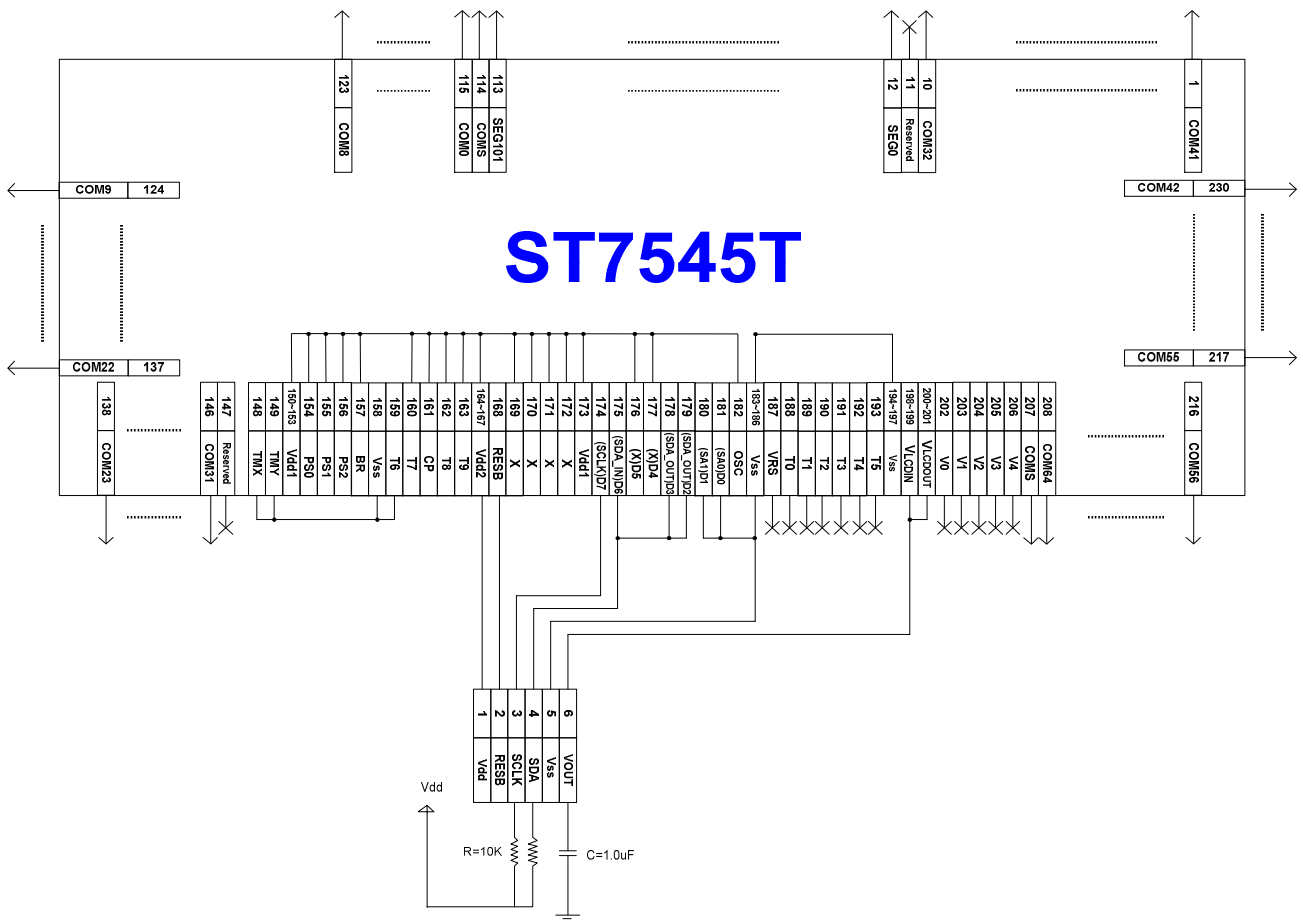 123 COM8
115 COM0
114 COMS
113 SEG101
12 SEG0
11 Reserved
10 COM32
1 COM41
COM9 124
COM42 230
ST7545T
COM22 137
COM55 217
138 COM23
146 COM31
147 Reserved
148 TMX
149 TMY
150~153 Vdd1
154 PS0
155 PS1
156 PS2
157 BR
158 Vss
159 T6
160 T7
161 CP
162 T8
163 T9
164~167 Vdd2
168 RESB
169 X
170 X
171 X
172 X
173 Vdd1
174 (SCLK)D7
175 (SDA_IN)D6
176 (X)D5
177 (X)D4
178 (SDA_OUT)D3
179 (SDA_OUT)D2
180 (SA1)D1
181 (SA0)D0
182 OSC
183~186 Vss
187 VRS
188 T0
189 T1
190 T2
191 T3
192 T4
193 T5
194~197 Vss
198~199 VLCDIN
200~201 VLCDOUT
202 V0
203 V1
204 V2
205 V3
206 V4
207 COMS
208 COM64
216 COM56
1 Vdd
2 RESB
3 SCLK
4 SDA
5 Vss
6 VOUT
Vdd
R=10K
C=1.0uF